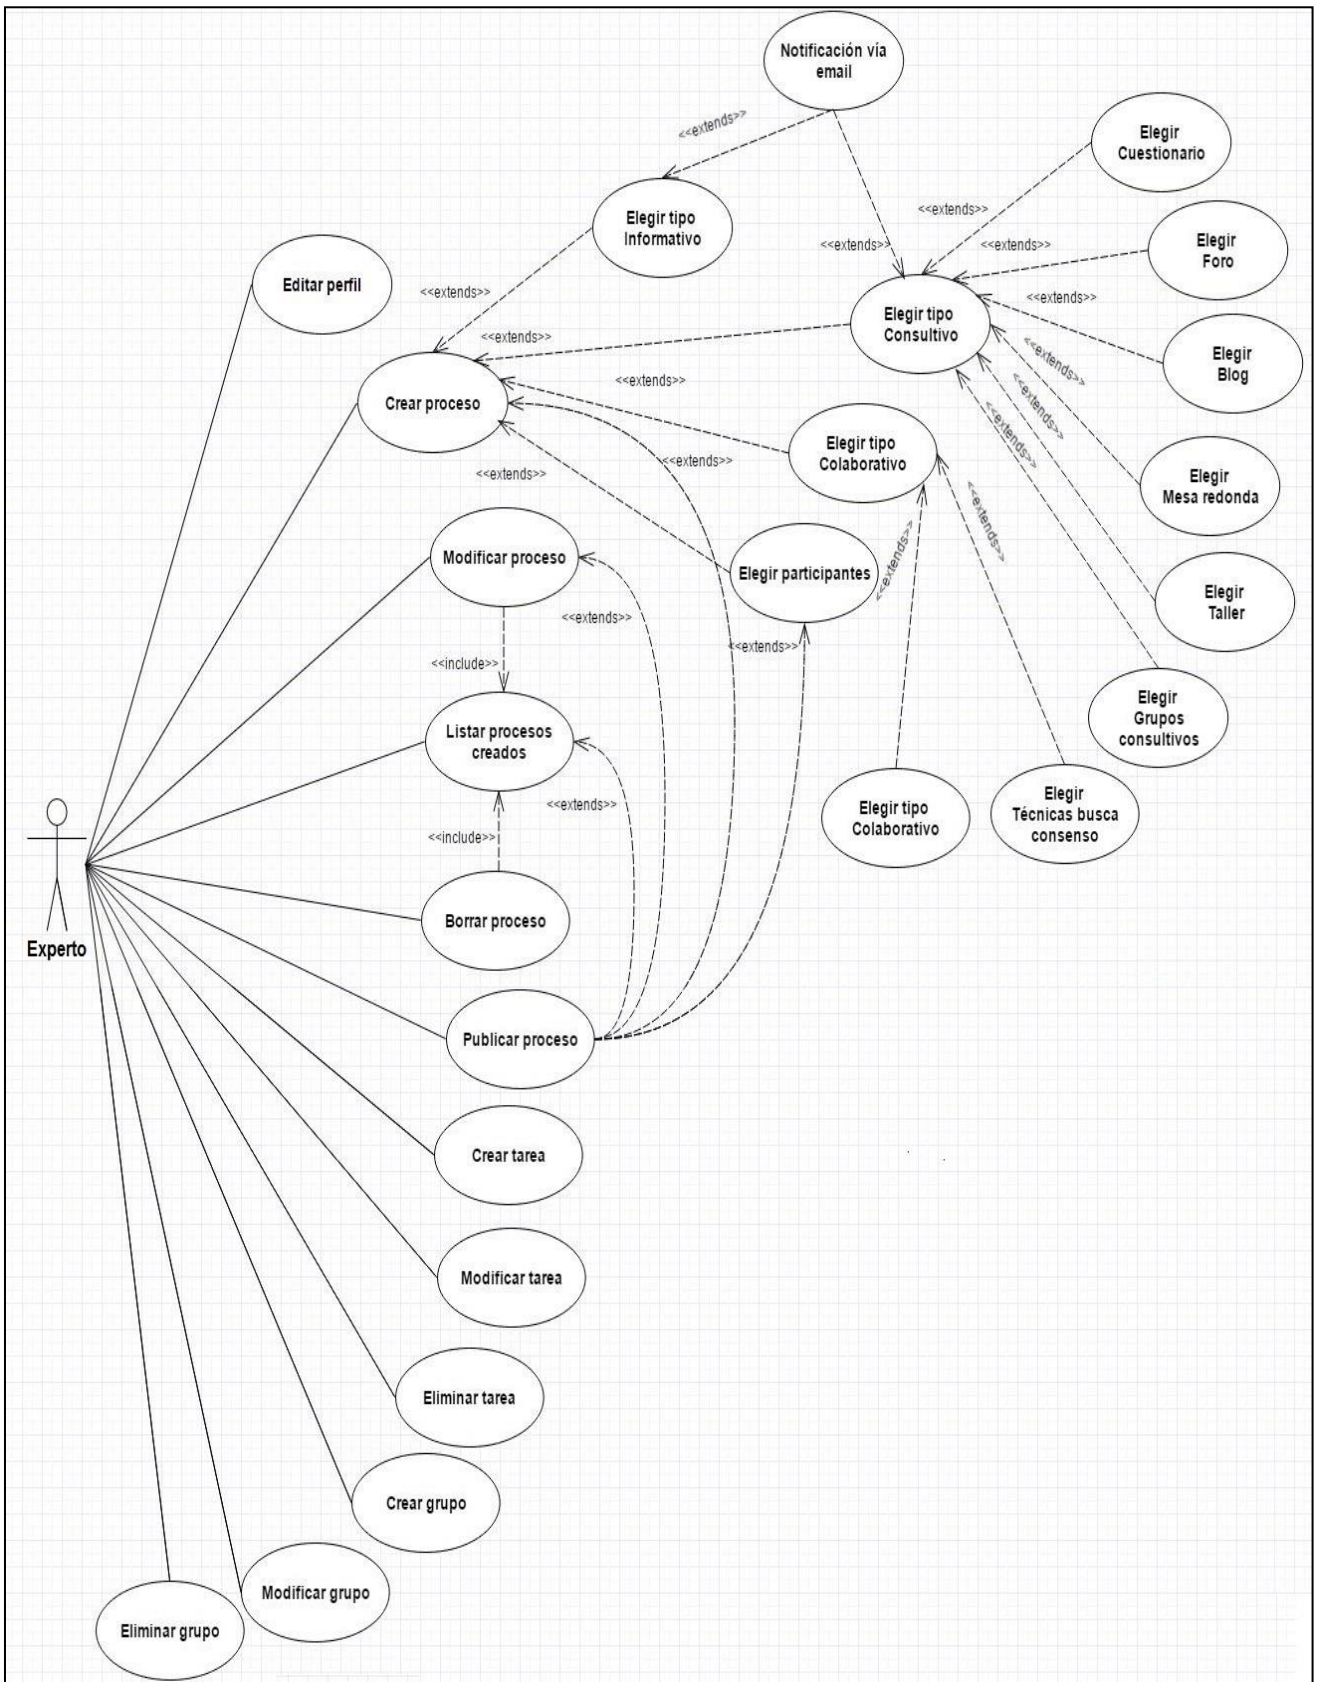 Notificación vía
email
<<extends>>
Elegir
Cuestionario
Elegir tipo
Informativo
<<extends>>
<<extends>>
<<extends>>
Elegir
Foro
Editar perfil
<<extends>>
<<extends>>
Elegir tipo
Consultivo
<<extends>>
<<extends>>
Elegir
Blog
<<extends>>
Crear proceso
<<extends>>
<<extends>>
<<extends>>
Elegir tipo
Colaborativo
<<extends>>
<<extends>>
Elegir
Mesa redonda
Modificar proceso
<<extends>>
<<extends>>
Elegir participantes
Elegir
Taller
<<extends>>
<<extends>>
<<include>>
Elegir
Grupos
consultivos
Listar procesos
creados
<<extends>>
Elegir tipo
Colaborativo
Elegir
Técnicas busca
consenso
<<include>>
Experto
Borrar proceso
Publicar proceso
Crear tarea
Modificar tarea
Eliminar tarea
Crear grupo
Modificar grupo
Eliminar grupo